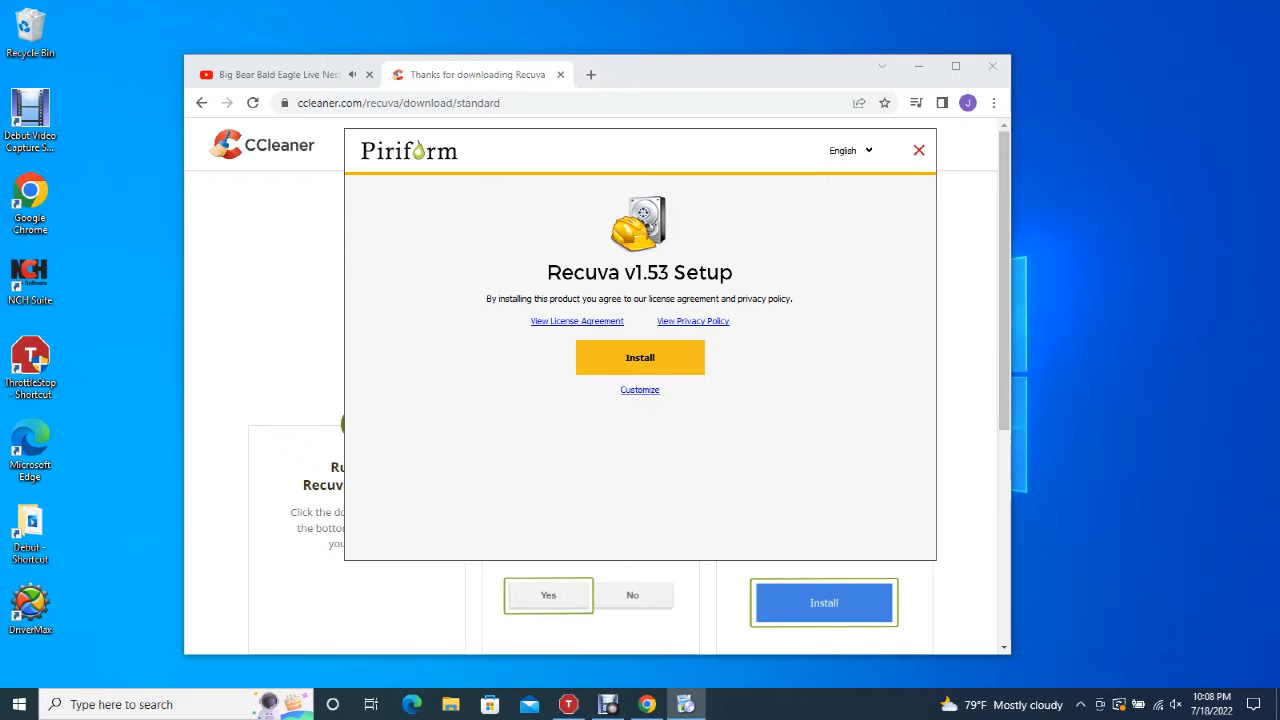 Recycle Bin
Debut Video
Capture S...
Google
Chrome
NCH
Software
NCH Suite
T
ThrottleStop
- Shortcut
Microsoft
Edge
Debut -
Shortcut
DriverMax
Big Bear Bald Eagle Live Nes
Thanks for downloading Recuva
ccleaner.com/recuva/download/standard
J
CCleaner
Piriform
English
Recuva v1.53 Setup
By installing this product you agree to our license agreement and privacy policy.
View License Agreement
View Privacy Policy
Install
Customize
Ru
Recuv
Click the do
the bottom
you
Yes
No
Install
Type here to search
T
79°F Mostly cloudy
10:08 PM
7/18/2022